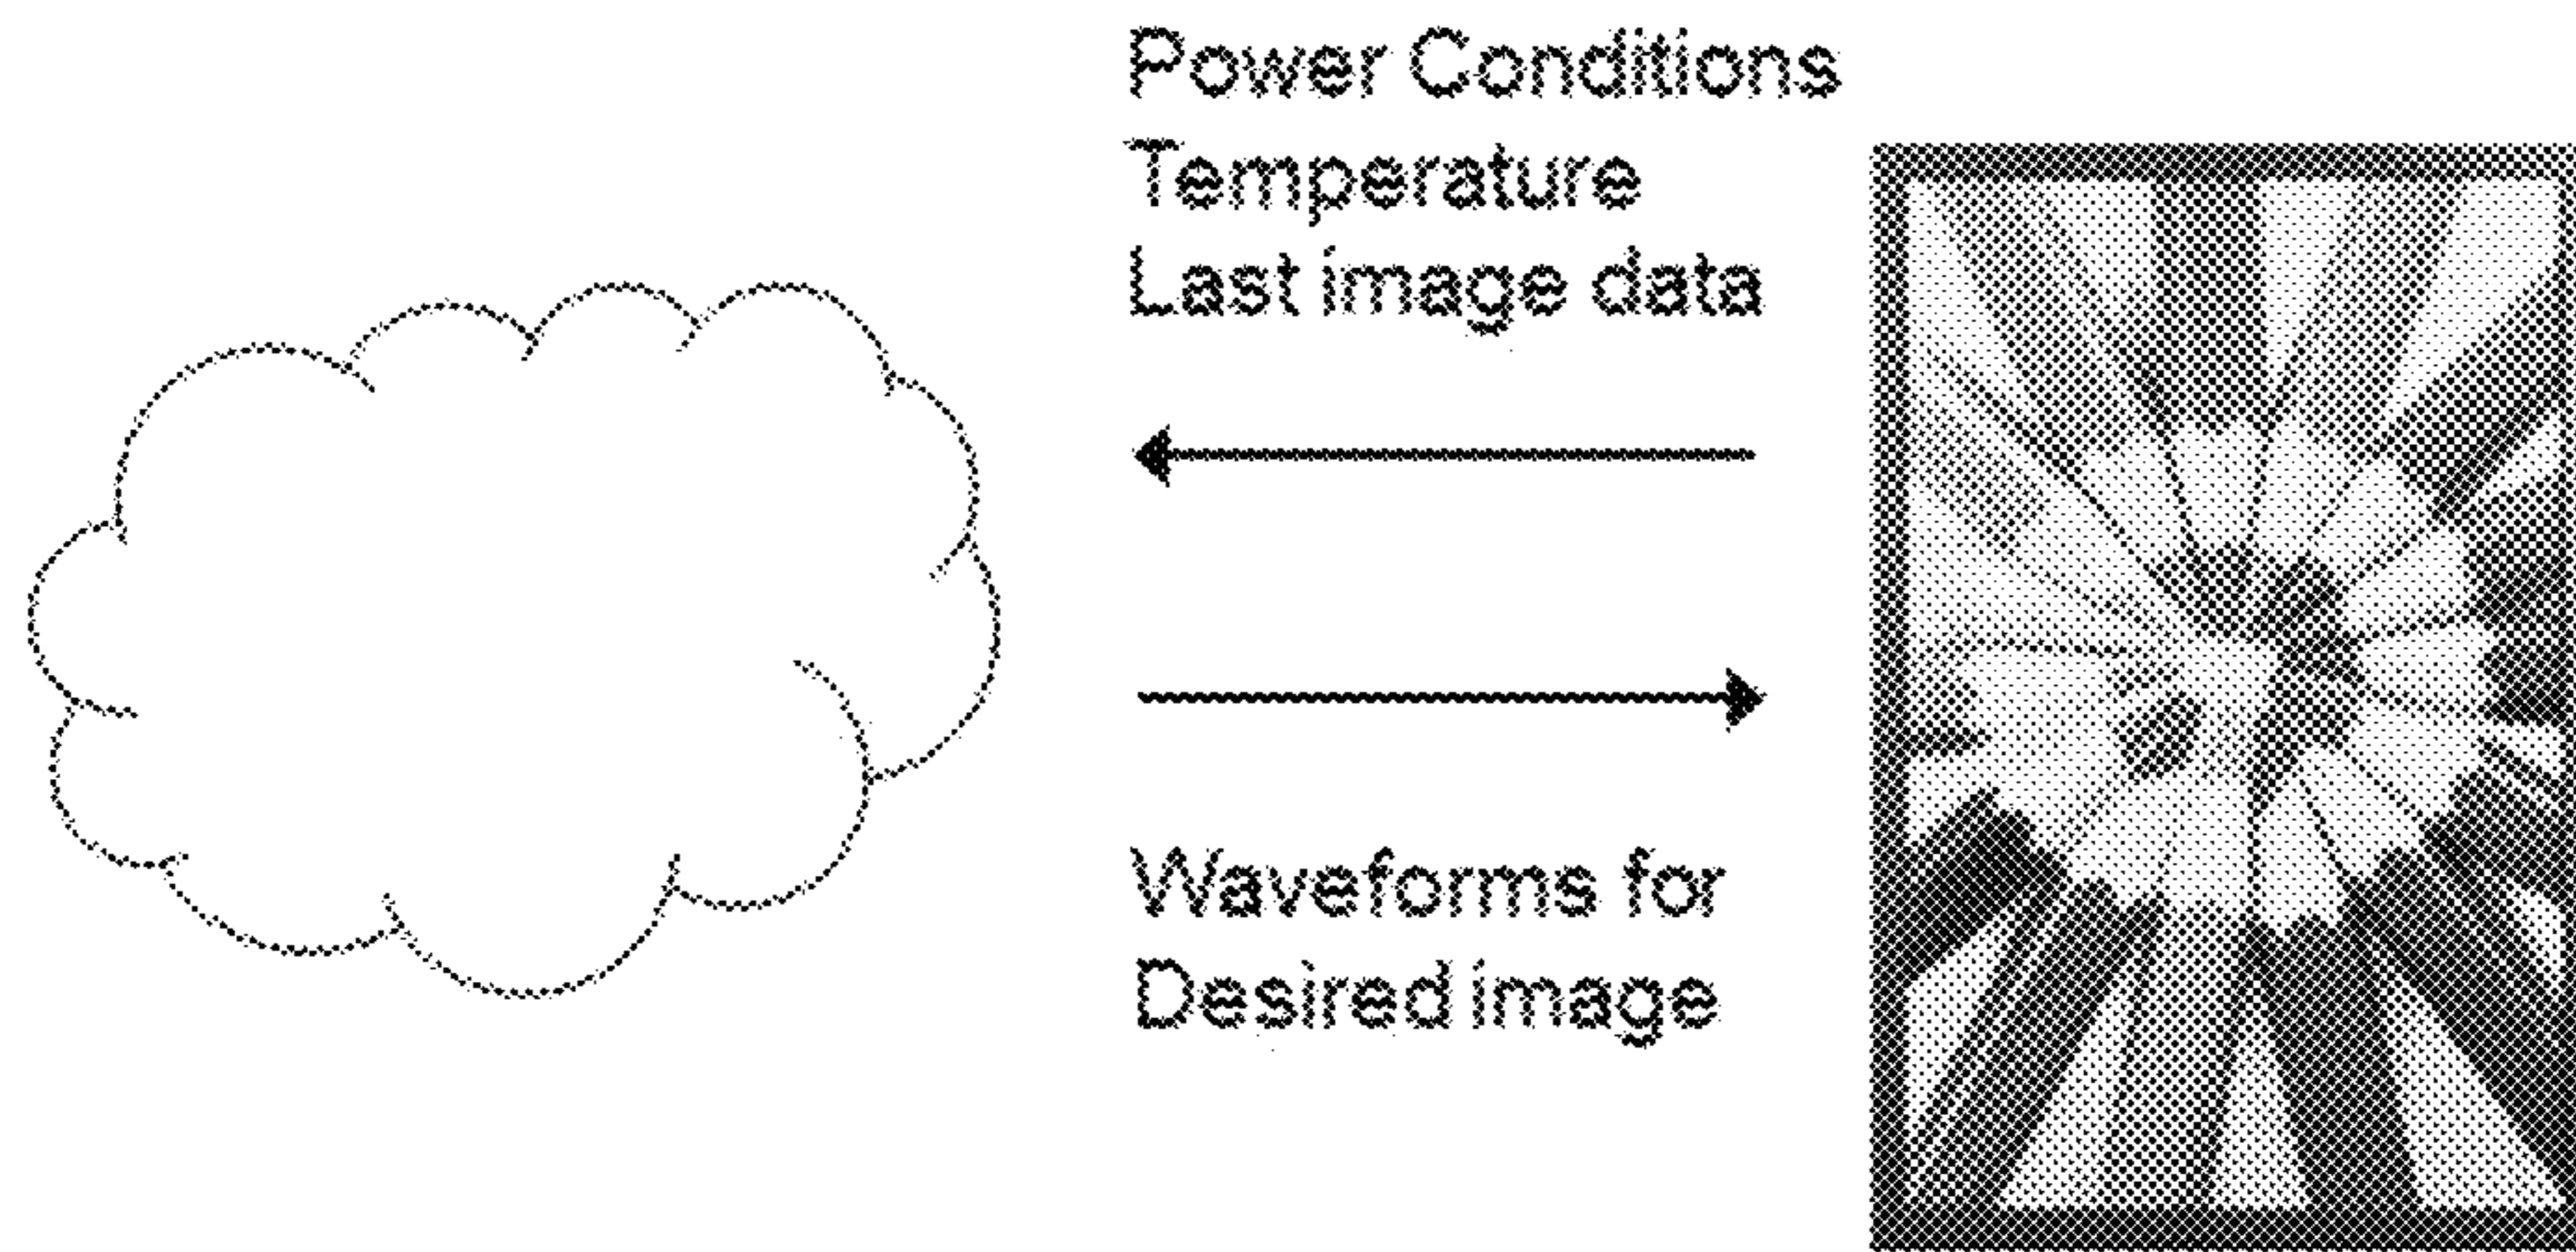 Power Conditions
Temperature
Last image data
Waveforms for
Desired image